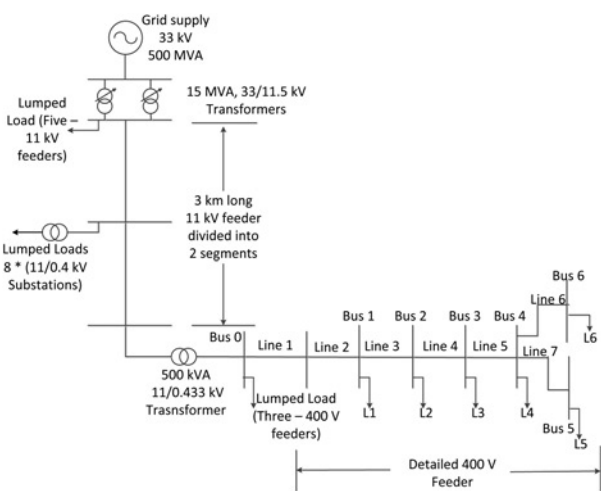 Grid supply
33 kV
500 MVA
15 MVA, 33/11.5 kV
Transformers
Lumped
Load (Five –
11 kV
feeders)
3 km long
11 kV feeder
divided into
2 segments
Lumped Loads
8 * (11/0.4 kV
Substations)
Bus 0
Bus 1
Bus 2
Bus 3
Bus 4
Bus 6
Line 6
Line 1
Line 2
Line 3
Line 4
Line 5
Line 7
L6
500 kVA
11/0.433 kV
Trasnsformer
Lumped Load
(Three – 400 V
feeders)
L1
L2
L3
L4
Bus 5
L5
Detailed 400 V
Feeder